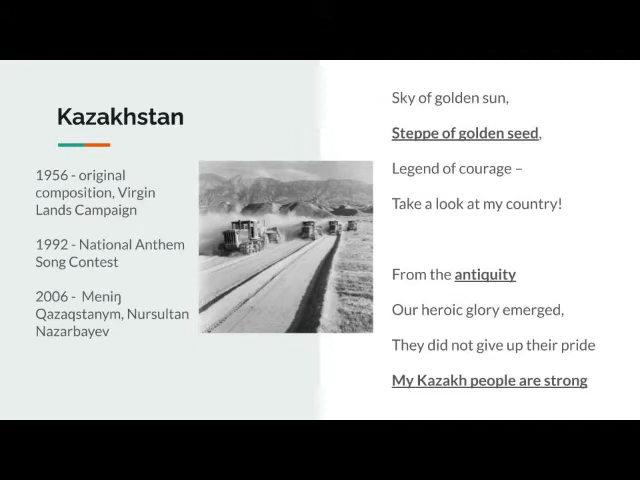 Kazakhstan
1956 - original
composition, Virgin
Lands Campaign
1992 - National Anthem
Song Contest
2006 -  Meniŋ
Qazaqstanym, Nursultan
Nazarbayev
Sky of golden sun,
Steppe of golden seed,
Legend of courage –
Take a look at my country!
From the antiquity
Our heroic glory emerged,
They did not give up their pride
My Kazakh people are strong